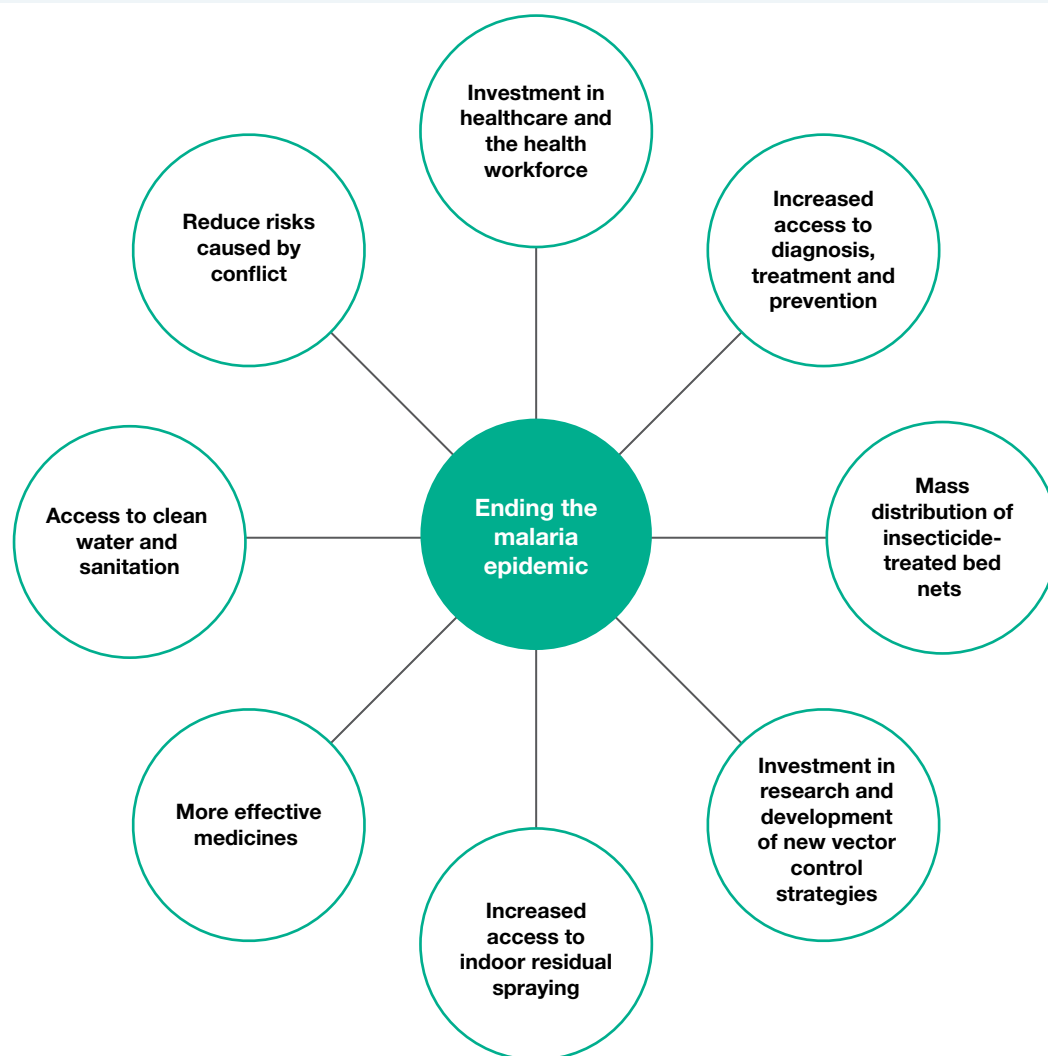 Investment in
healthcare and
the health
workforce
Increased
access to
diagnosis,
treatment and
prevention
Mass
distribution of
insecticide-
treated bed
nets
Investment in
research and
development
of new vector
control
strategies
Increased
access to
indoor residual
spraying
More effective
medicines
Access to clean
water and
sanitation
Reduce risks
caused by
conflict
Ending the
malaria
epidemic